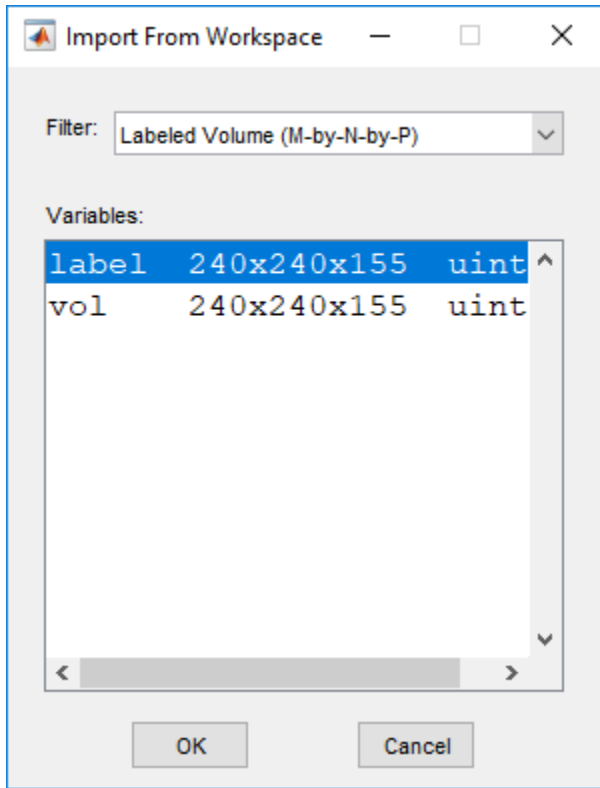 Import From Workspace
Filter: Labeled Volume (M-by-N-by-P)
Variables:
label 240x240x155 uint
vol 240x240x155 uint
OK Cancel